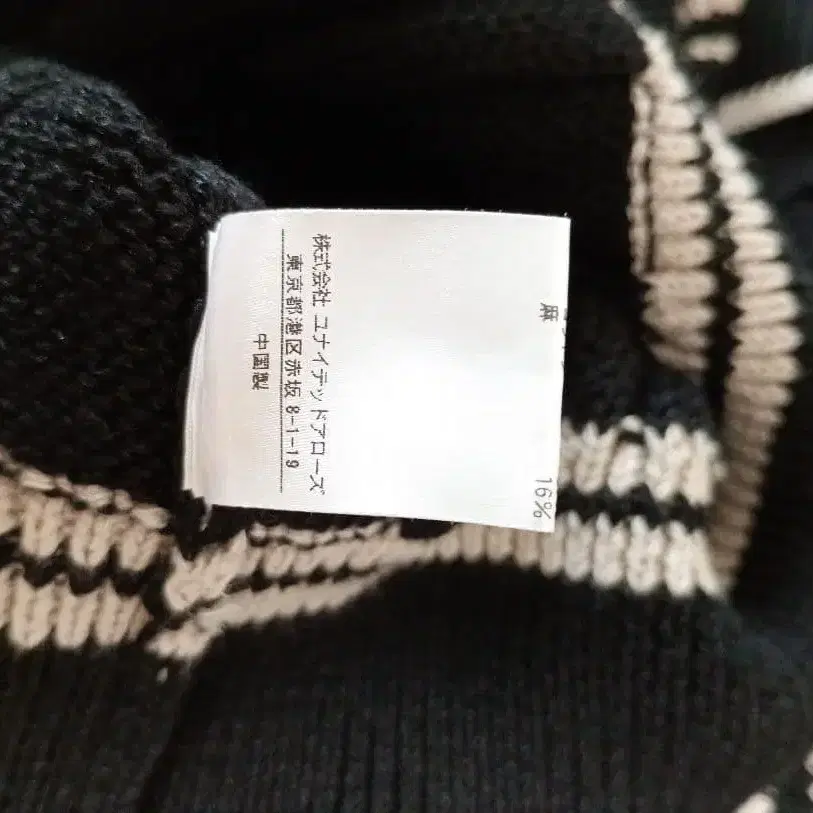 麻 16%
株式会社 ユナイテッドアローズ
東京都港区赤坂 8-1-19
中国製